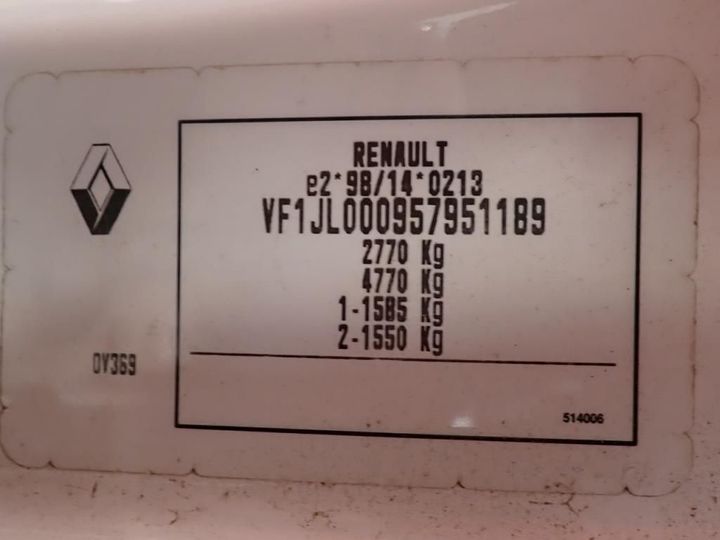 RENAULT
e2*98/14*0213
VF1JL000957951189
2770 Kg
4770 Kg
1-1585 Kg
2-1550 Kg
OV369
514006